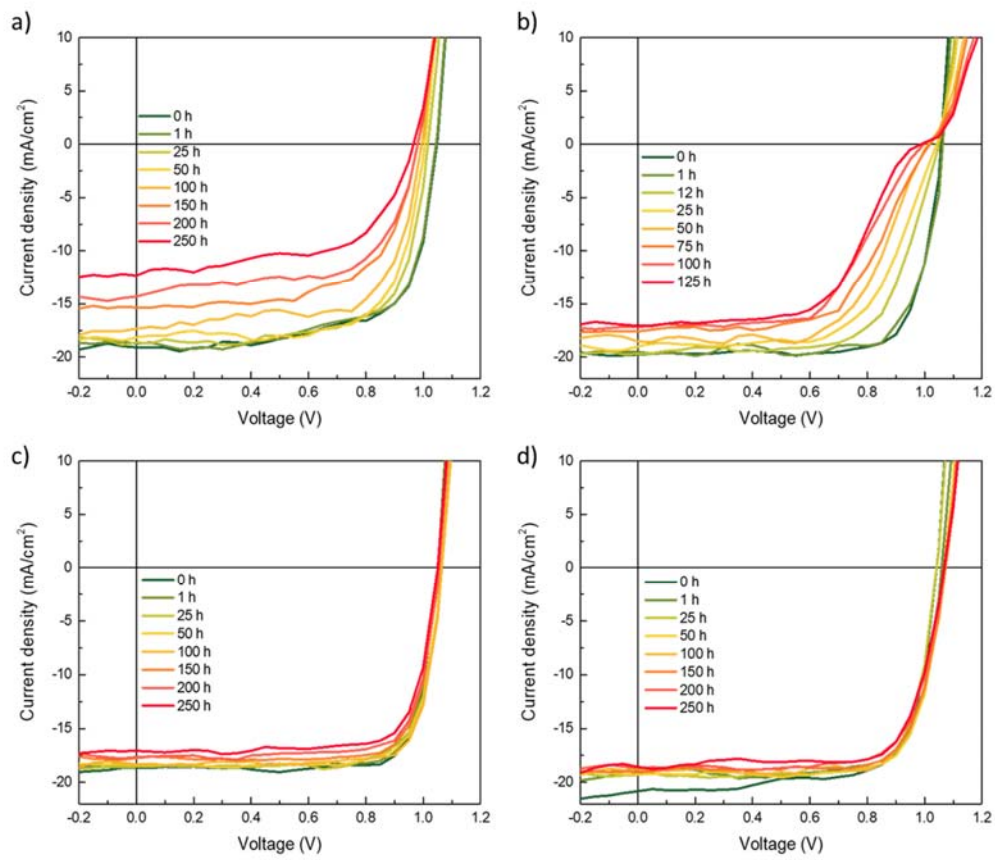 a)
10
5
0
-5
-10
-15
-20
Current density (mA/cm²)
0 h
1 h
25 h
50 h
100 h
150 h
200 h
250 h
-0.2 0.0 0.2 0.4 0.6 0.8 1.0 1.2
Voltage (V)
b)
10
5
0
-5
-10
-15
-20
Current density (mA/cm²)
0 h
1 h
12 h
25 h
50 h
75 h
100 h
125 h
-0.2 0.0 0.2 0.4 0.6 0.8 1.0 1.2
Voltage (V)
c)
10
5
0
-5
-10
-15
-20
Current density (mA/cm²)
0 h
1 h
25 h
50 h
100 h
150 h
200 h
250 h
-0.2 0.0 0.2 0.4 0.6 0.8 1.0 1.2
Voltage (V)
d)
10
5
0
-5
-10
-15
-20
Current density (mA/cm²)
0 h
1 h
25 h
50 h
100 h
150 h
200 h
250 h
-0.2 0.0 0.2 0.4 0.6 0.8 1.0 1.2
Voltage (V)